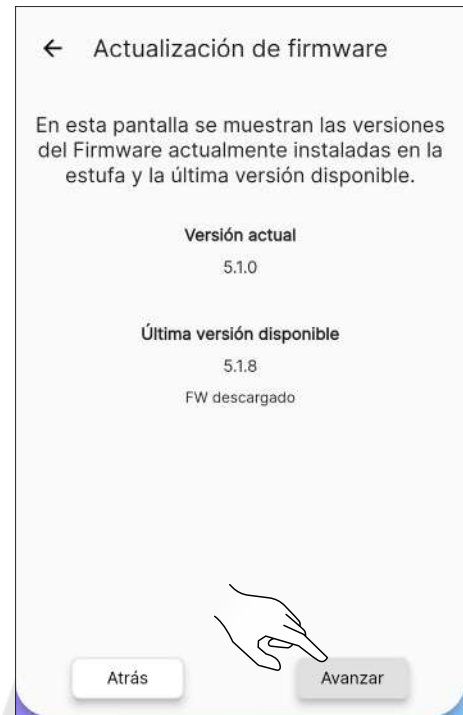 Actualización de firmware
En esta pantalla se muestran las versiones
del Firmware actualmente instaladas en la
estufa y la última versión disponible.
Versión actual
5.1.0
Última versión disponible
5.1.8
FW descargado
Atrás
Avanzar